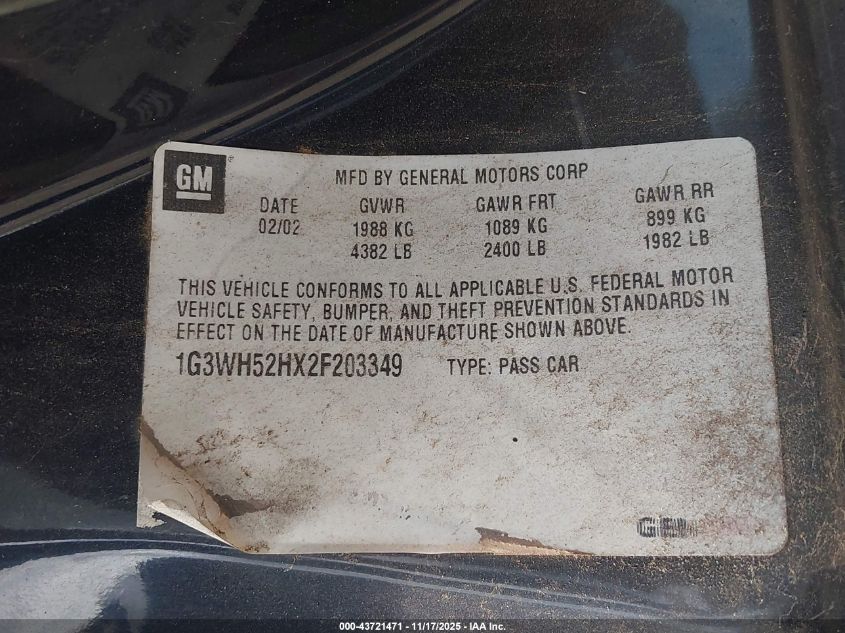 GM
MFD BY GENERAL MOTORS CORP
DATE GVWR GAWR FRT GAWR RR
02/02 1988 KG 1089 KG 899 KG
4382 LB 2400 LB 1982 LB
THIS VEHICLE CONFORMS TO ALL APPLICABLE U.S. FEDERAL MOTOR
VEHICLE SAFETY, BUMPER, AND THEFT PREVENTION STANDARDS IN
EFFECT ON THE DATE OF MANUFACTURE SHOWN ABOVE.
1G3WH52HX2F203349 TYPE: PASS CAR
000-43721471 - 11/17/2025 - IAA Inc.